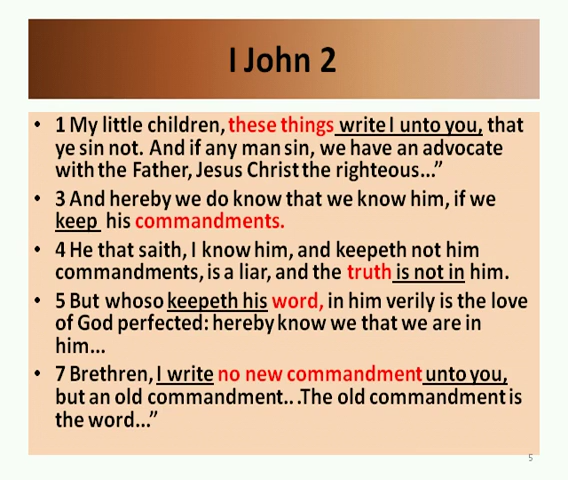 I John 2
• 1 My little children, these things write I unto you, that
ye sin not. And if any man sin, we have an advocate
with the Father, Jesus Christ the righteous...”
• 3 And hereby we do know that we know him, if we
keep his commandments.
• 4 He that saith, I know him, and keepeth not him
commandments, is a liar, and the truth is not in him.
• 5 But whoso keepeth his word, in him verily is the love
of God perfected: hereby know we that we are in
him...
• 7 Brethren, I write no new commandment unto you,
but an old commandment.. .The old commandment is
the word...”
5